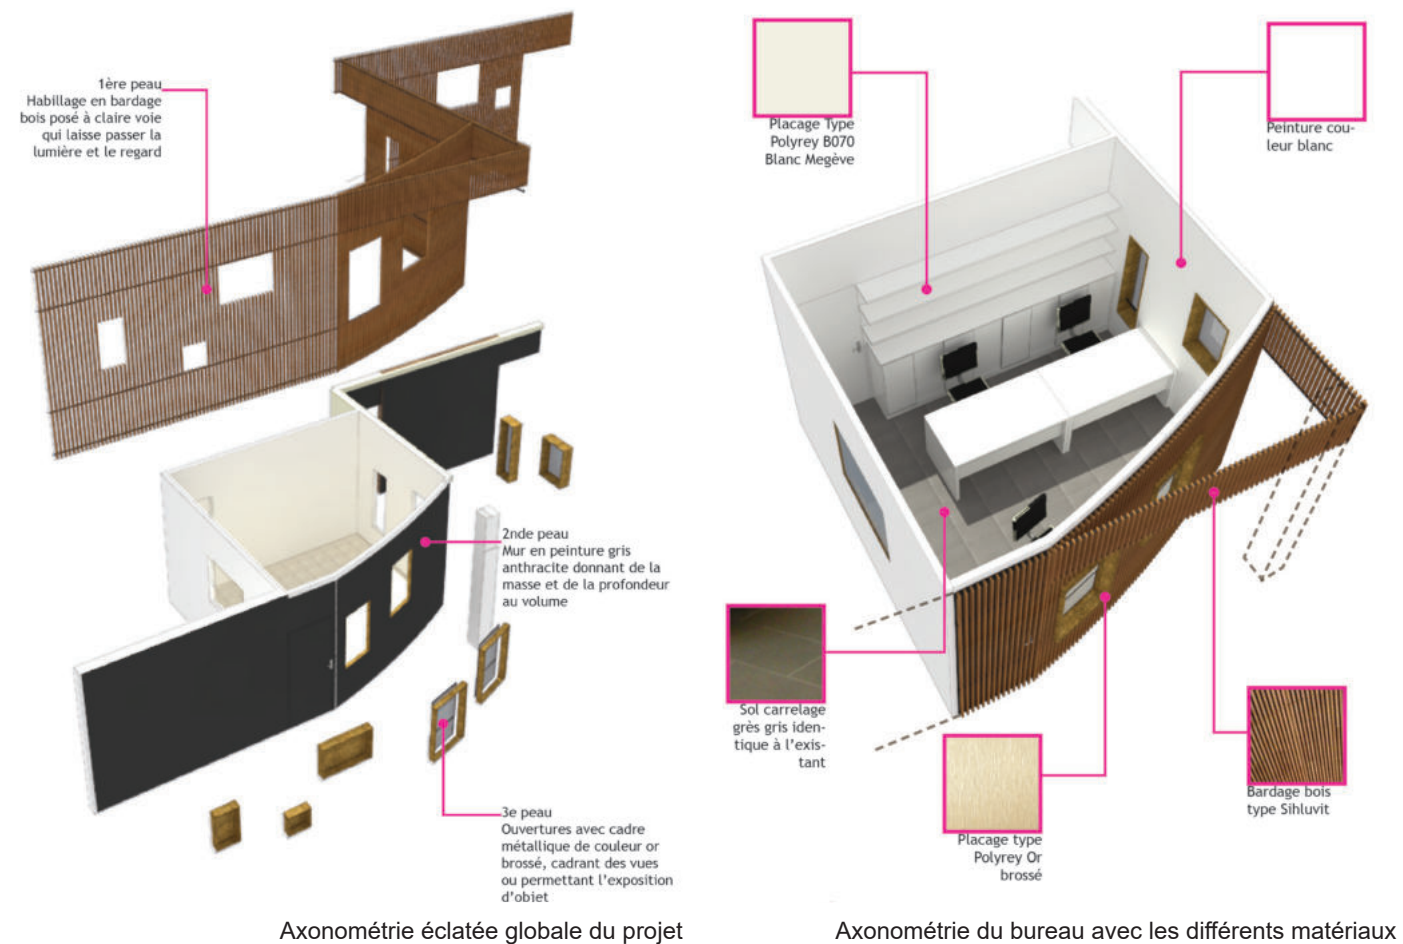 1ère peau
Habillage en bardage
bois posé à claire voie
qui laisse passer la
lumière et le regard
2nde peau
Mur en peinture gris
anthracite donnant de la
masse et de la profondeur
au volume
3e peau
Ouvertures avec cadre
métallique de couleur or
brossé, cadrant des vues
ou permettant l'exposition
d'objet
Axonométrie éclatée globale du projet
Placage Type
Polyrey B070
Blanc Megève
Peinture cou-
leur blanc
Sol carrelage
grès gris iden-
tique à l'exis-
tant
Placage type
Polyrey Or
brossé
Bardage bois
type Sihluvit
Axonométrie du bureau avec les différents matériaux